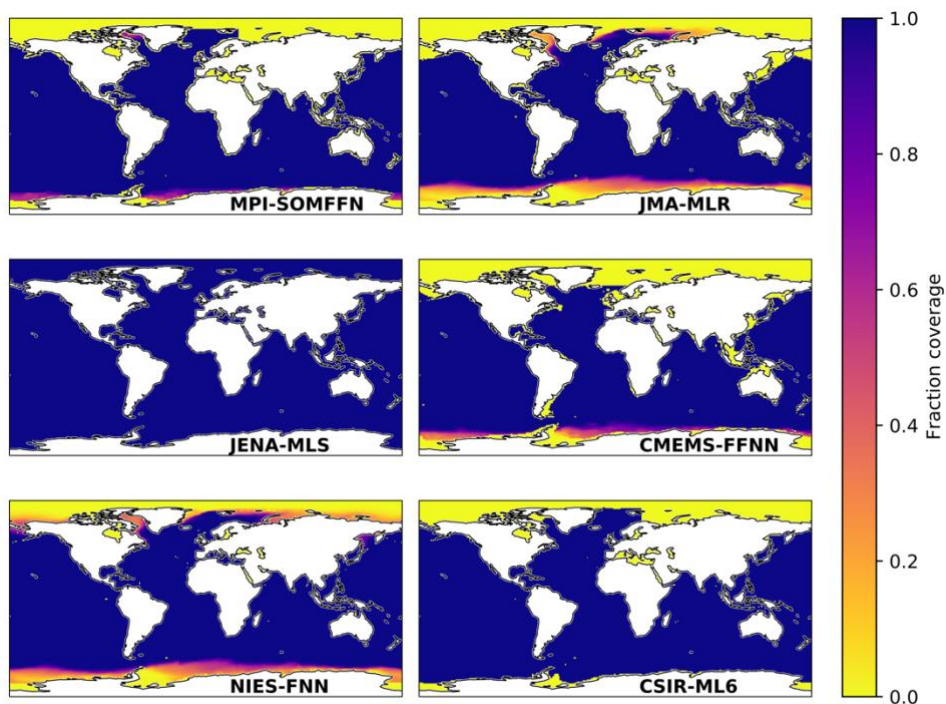 MPI-SOMFFN
JMA-MLR
JENA-MLS
CMEMS-FFNN
NIES-FNN
CSIR-ML6
1.0
0.8
0.6
0.4
0.2
0.0
Fraction coverage